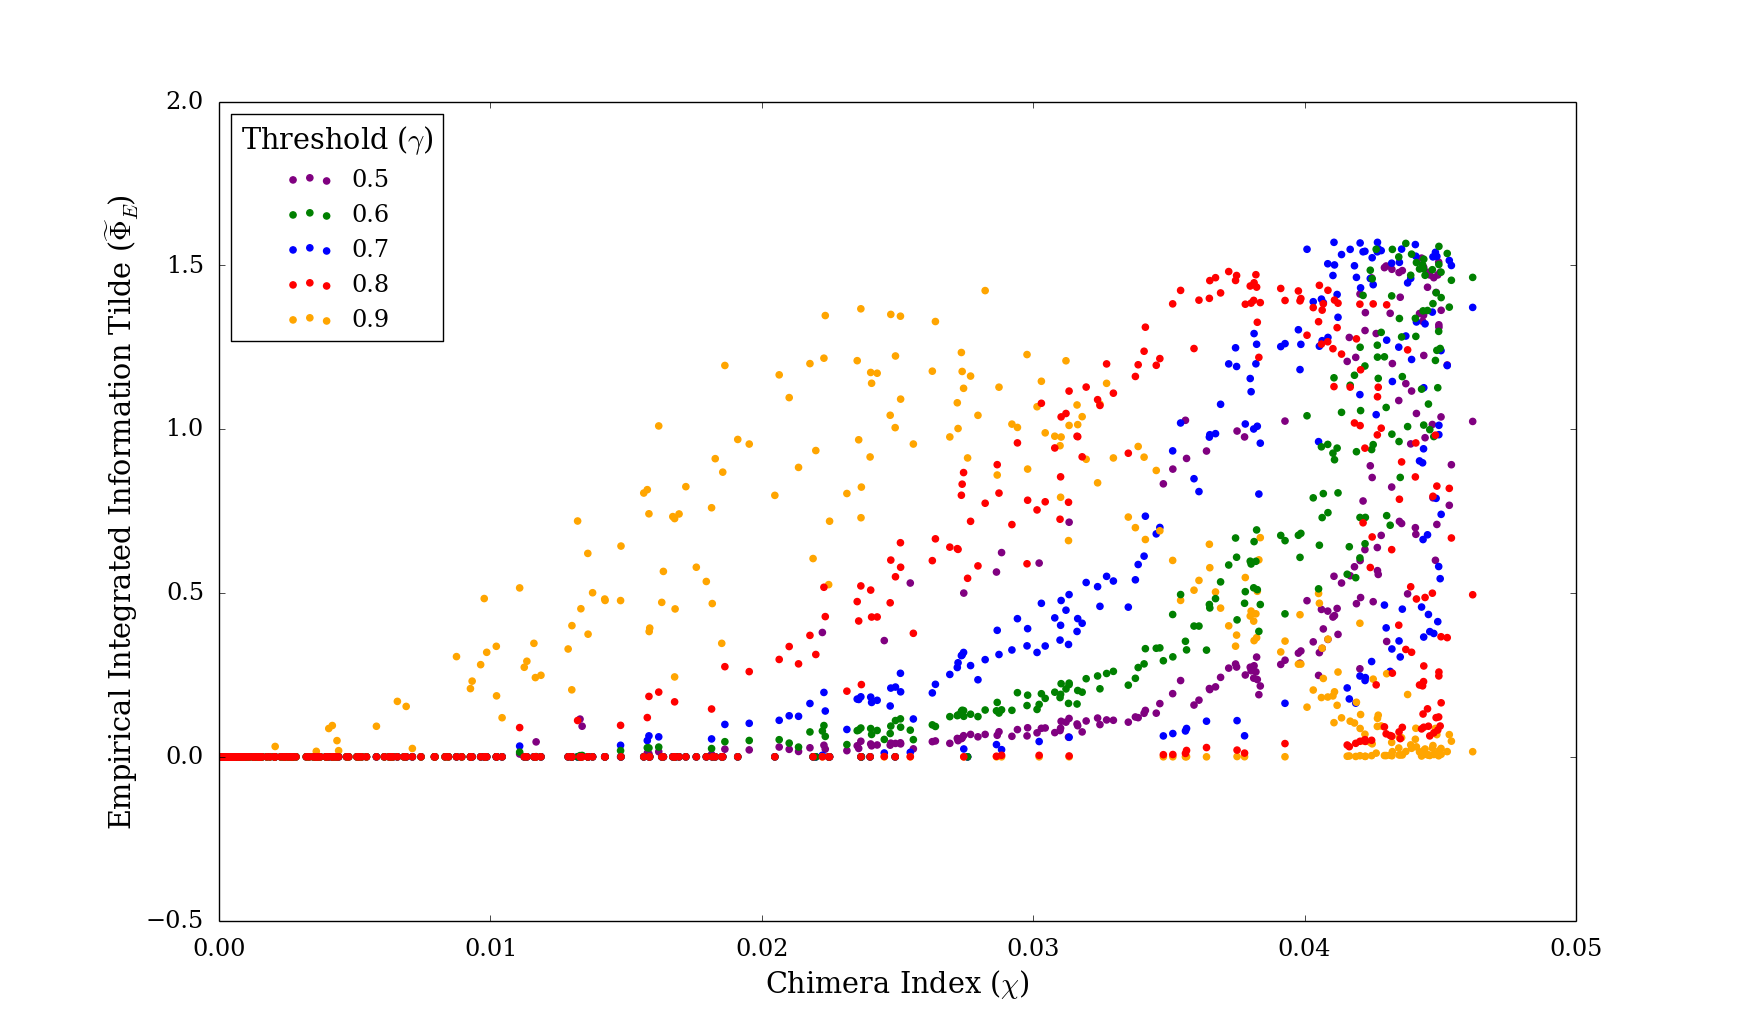 Empirical Integrated Information Tilde (Φ̃_E)
2.0
1.5
1.0
0.5
0.0
−0.5
Threshold (γ)
0.5
0.6
0.7
0.8
0.9
0.00 0.01 0.02 0.03 0.04 0.05
Chimera Index (χ)